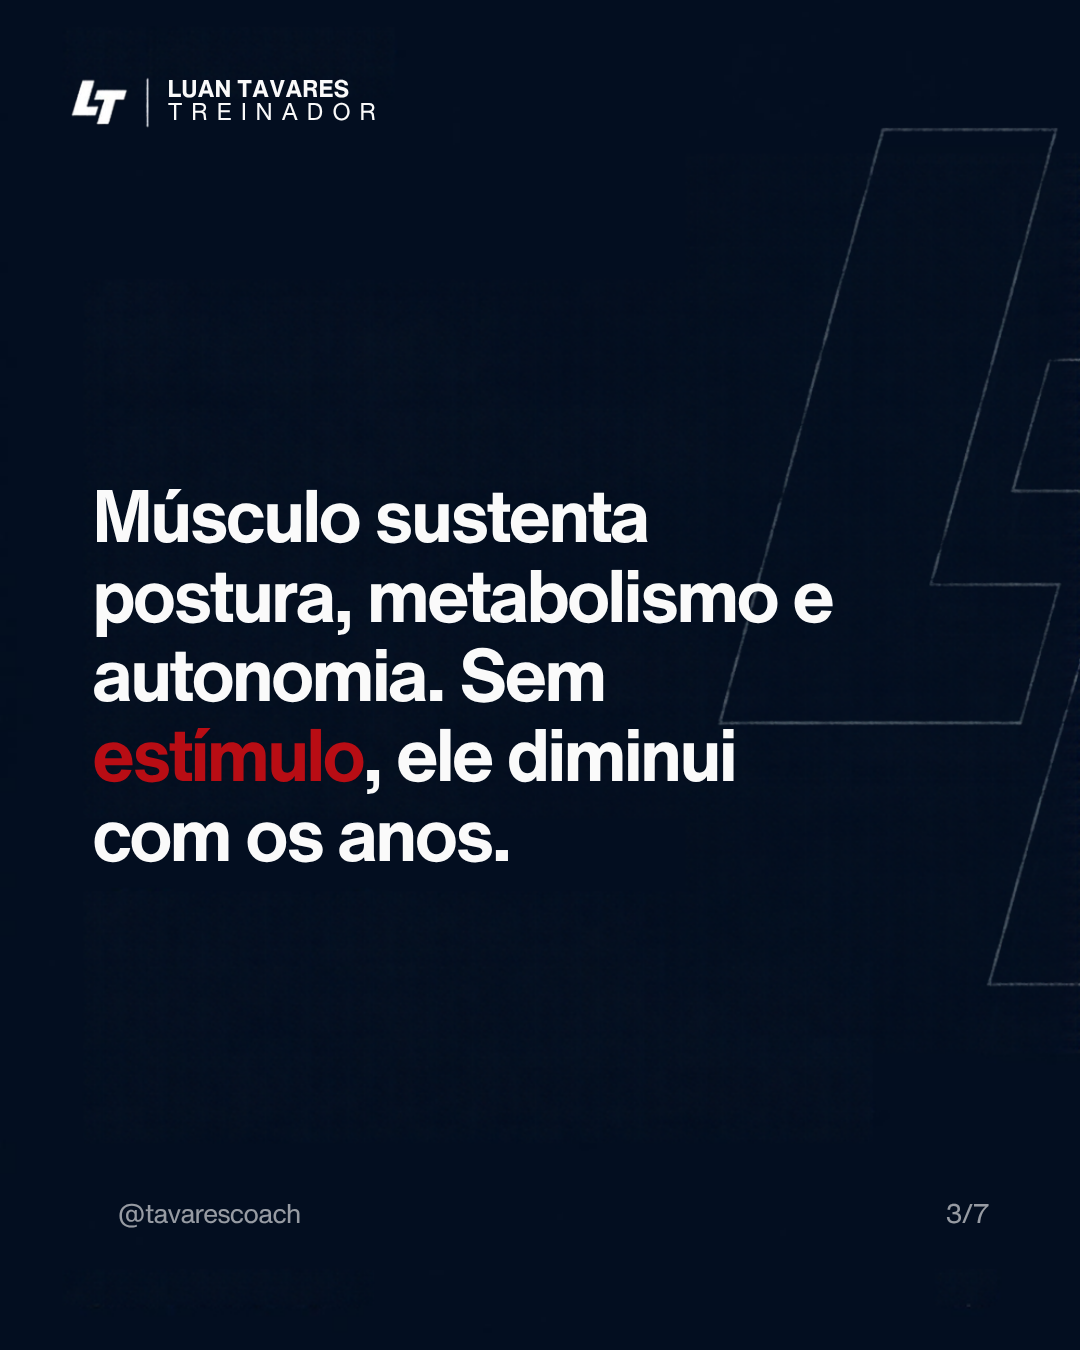 LT
LUAN TAVARES
TREINADOR
Músculo sustenta
postura, metabolismo e
autonomia. Sem
estímulo, ele diminui
com os anos.
@tavarescoach
3/7